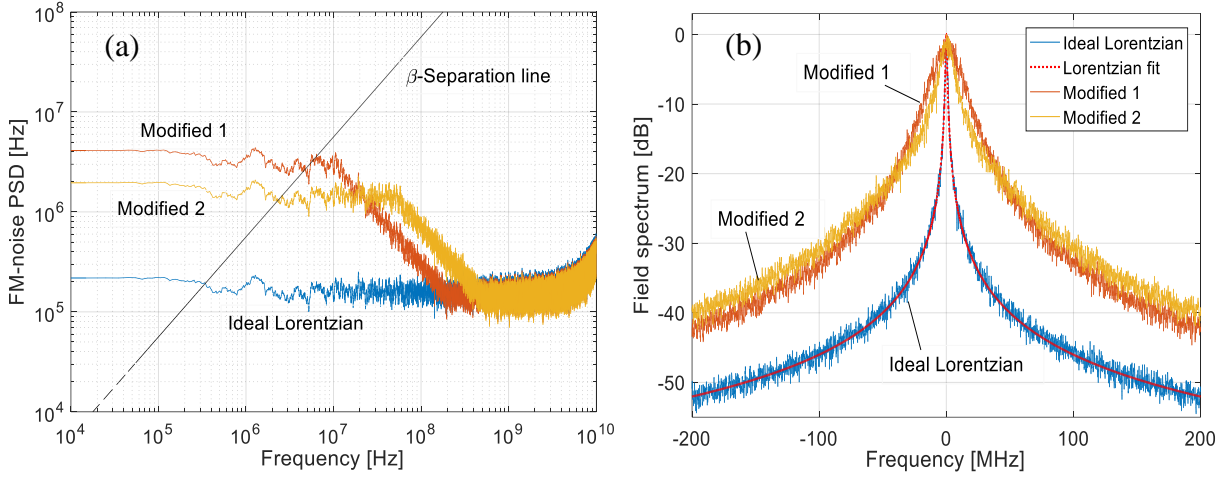 (a)
β-Separation line
Modified 1
Modified 2
Ideal Lorentzian
FM-noise PSD [Hz]
10^8
10^7
10^6
10^5
10^4
10^4 10^5 10^6 10^7 10^8 10^9 10^10
Frequency [Hz]
(b)
Ideal Lorentzian
Lorentzian fit
Modified 1
Modified 2
Modified 1
Modified 2
Ideal Lorentzian
Field spectrum [dB]
0
-10
-20
-30
-40
-50
-200 -100 0 100 200
Frequency [MHz]